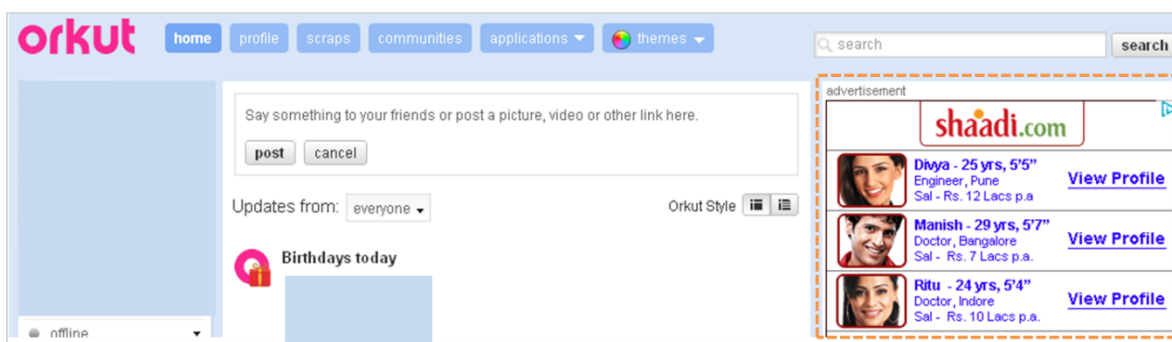 orkut
home profile scraps communities applications themes
search search
Say something to your friends or post a picture, video or other link here.
post cancel
Updates from: everyone
Orkut Style
Birthdays today
offline
advertisement
shaadi.com
Divya - 25 yrs, 5'5”
Engineer, Pune
Sal - Rs. 12 Lacs p.a
View Profile
Manish - 29 yrs, 5'7”
Doctor, Bangalore
Sal - Rs. 7 Lacs p.a.
View Profile
Ritu - 24 yrs, 5'4”
Doctor, Indore
Sal - Rs. 10 Lacs p.a.
View Profile